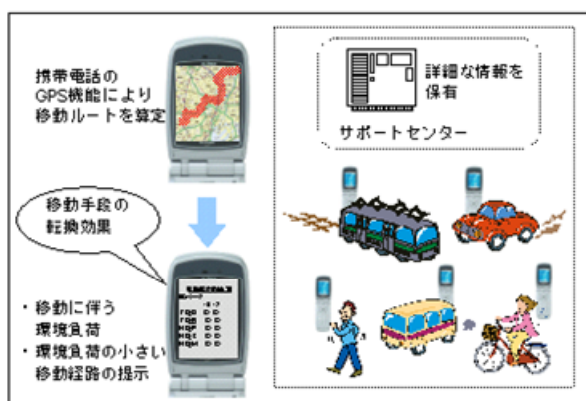 携帯電話の
GPS機能により
移動ルートを算定
詳細な情報を
保有
サポートセンター
移動手段の
転換効果
・移動に伴う
環境負荷
・環境負荷の小さい
移動経路の提示